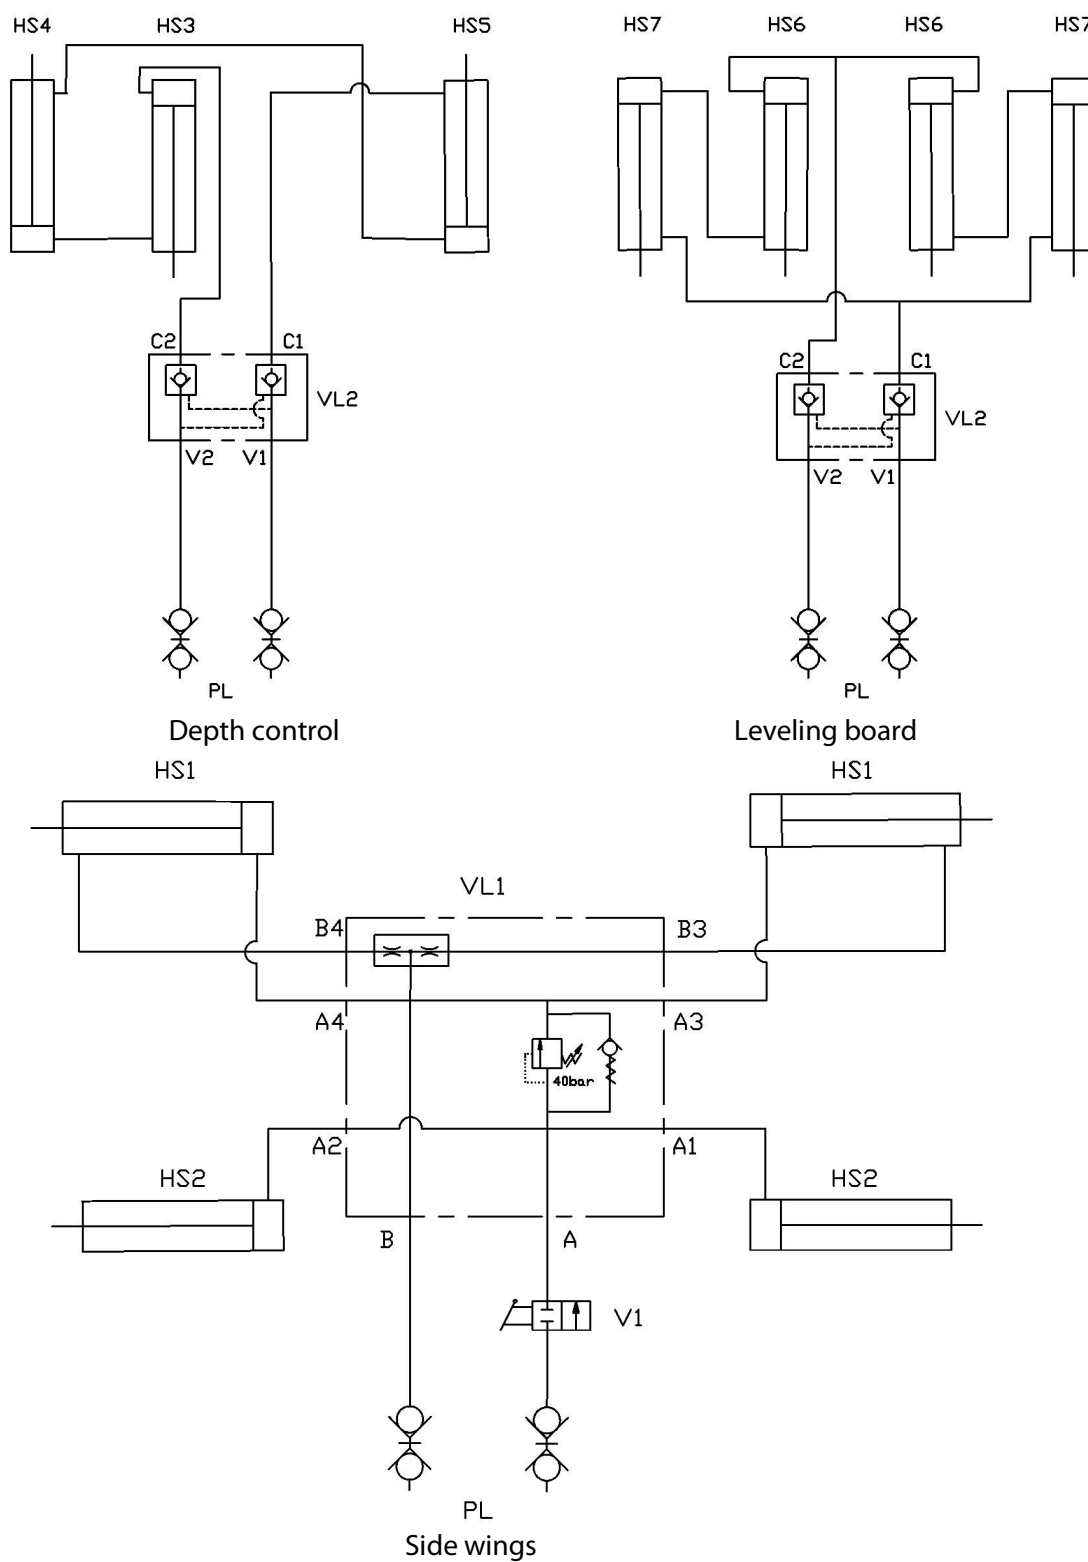 HS4 HS3 HS5 HS7 HS6 HS6 HS7
C2 C1
VL2
V2 V1
PL
Depth control
C2 C1
VL2
V2 V1
PL
Leveling board
HS1 HS1
VL1
B4 B3
A4 A3
40bar
A2 A1
HS2 HS2
B A
V1
PL
Side wings